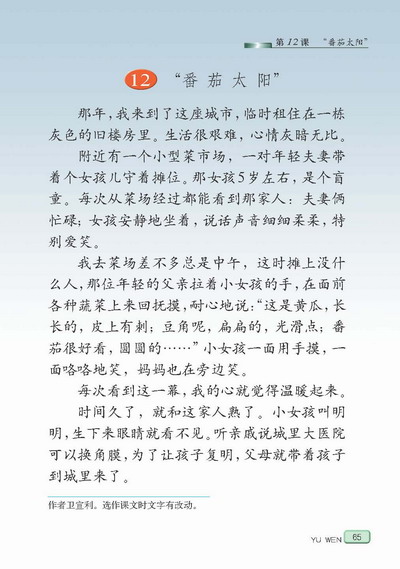 第12课 “番茄太阳”
12 “番茄太阳”
那年,我来到了这座城市,临时租住在一栋
灰色的旧楼房里。生活很艰难,心情灰暗无比。
附近有一个小型菜市场,一对年轻夫妻带
着个女孩儿守着摊位。那女孩5岁左右,是个盲
童。每次从菜场经过都能看到那家人:夫妻俩
忙碌;女孩安静地坐着,说话声音细细柔柔,特
别爱笑。
我去菜场差不多总是中午,这时摊上没什
么人,那位年轻的父亲拉着小女孩的手,在面前
各种蔬菜上来回抚摸,耐心地说:“这是黄瓜,长
长的,皮上有刺;豆角呢,扁扁的,光滑点;番
茄很好看,圆圆的……”小女孩一面用手摸,一
面咯咯地笑,妈妈也在旁边笑。
每次看到这一幕,我的心就觉得温暖起来。
时间久了,就和这家人熟了。小女孩叫明
明,生下来眼睛就看不见。听亲戚说城里大医院
可以换角膜,为了让孩子复明,父母就带着孩子
到城里来了。
作者卫宣利。选作课文时文字有改动。
YU WEN 65